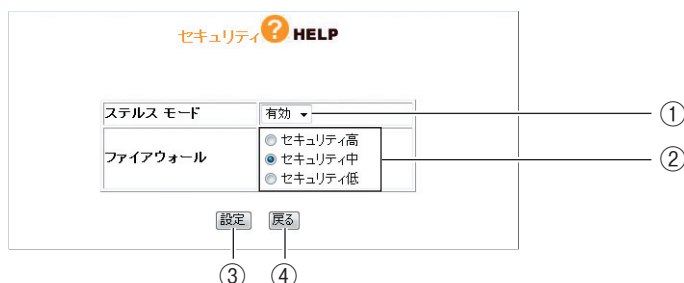 セキュリティ ? HELP
ステルス モード 有効 ①
ファイアウォール
セキュリティ高
セキュリティ中 ②
セキュリティ低
設定 戻る
③ ④